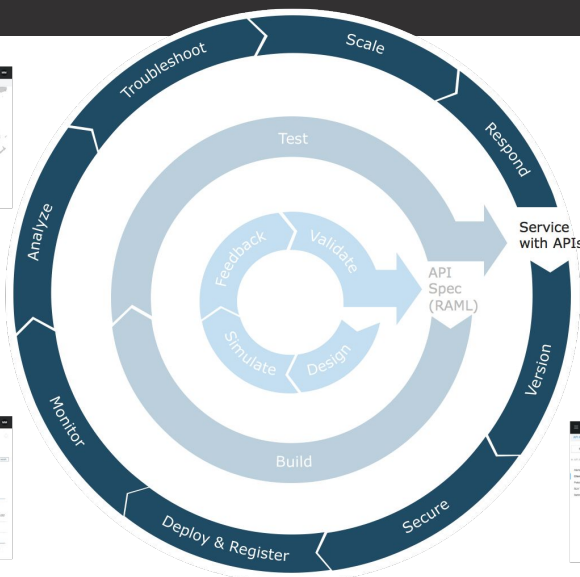 Troubleshoot
Scale
Respond
Service
with APIs
Version
Secure
Deploy & Register
Monitor
Analyze
Test
Build
API
Spec
(RAML)
Feedback
Validate
Design
Simulate